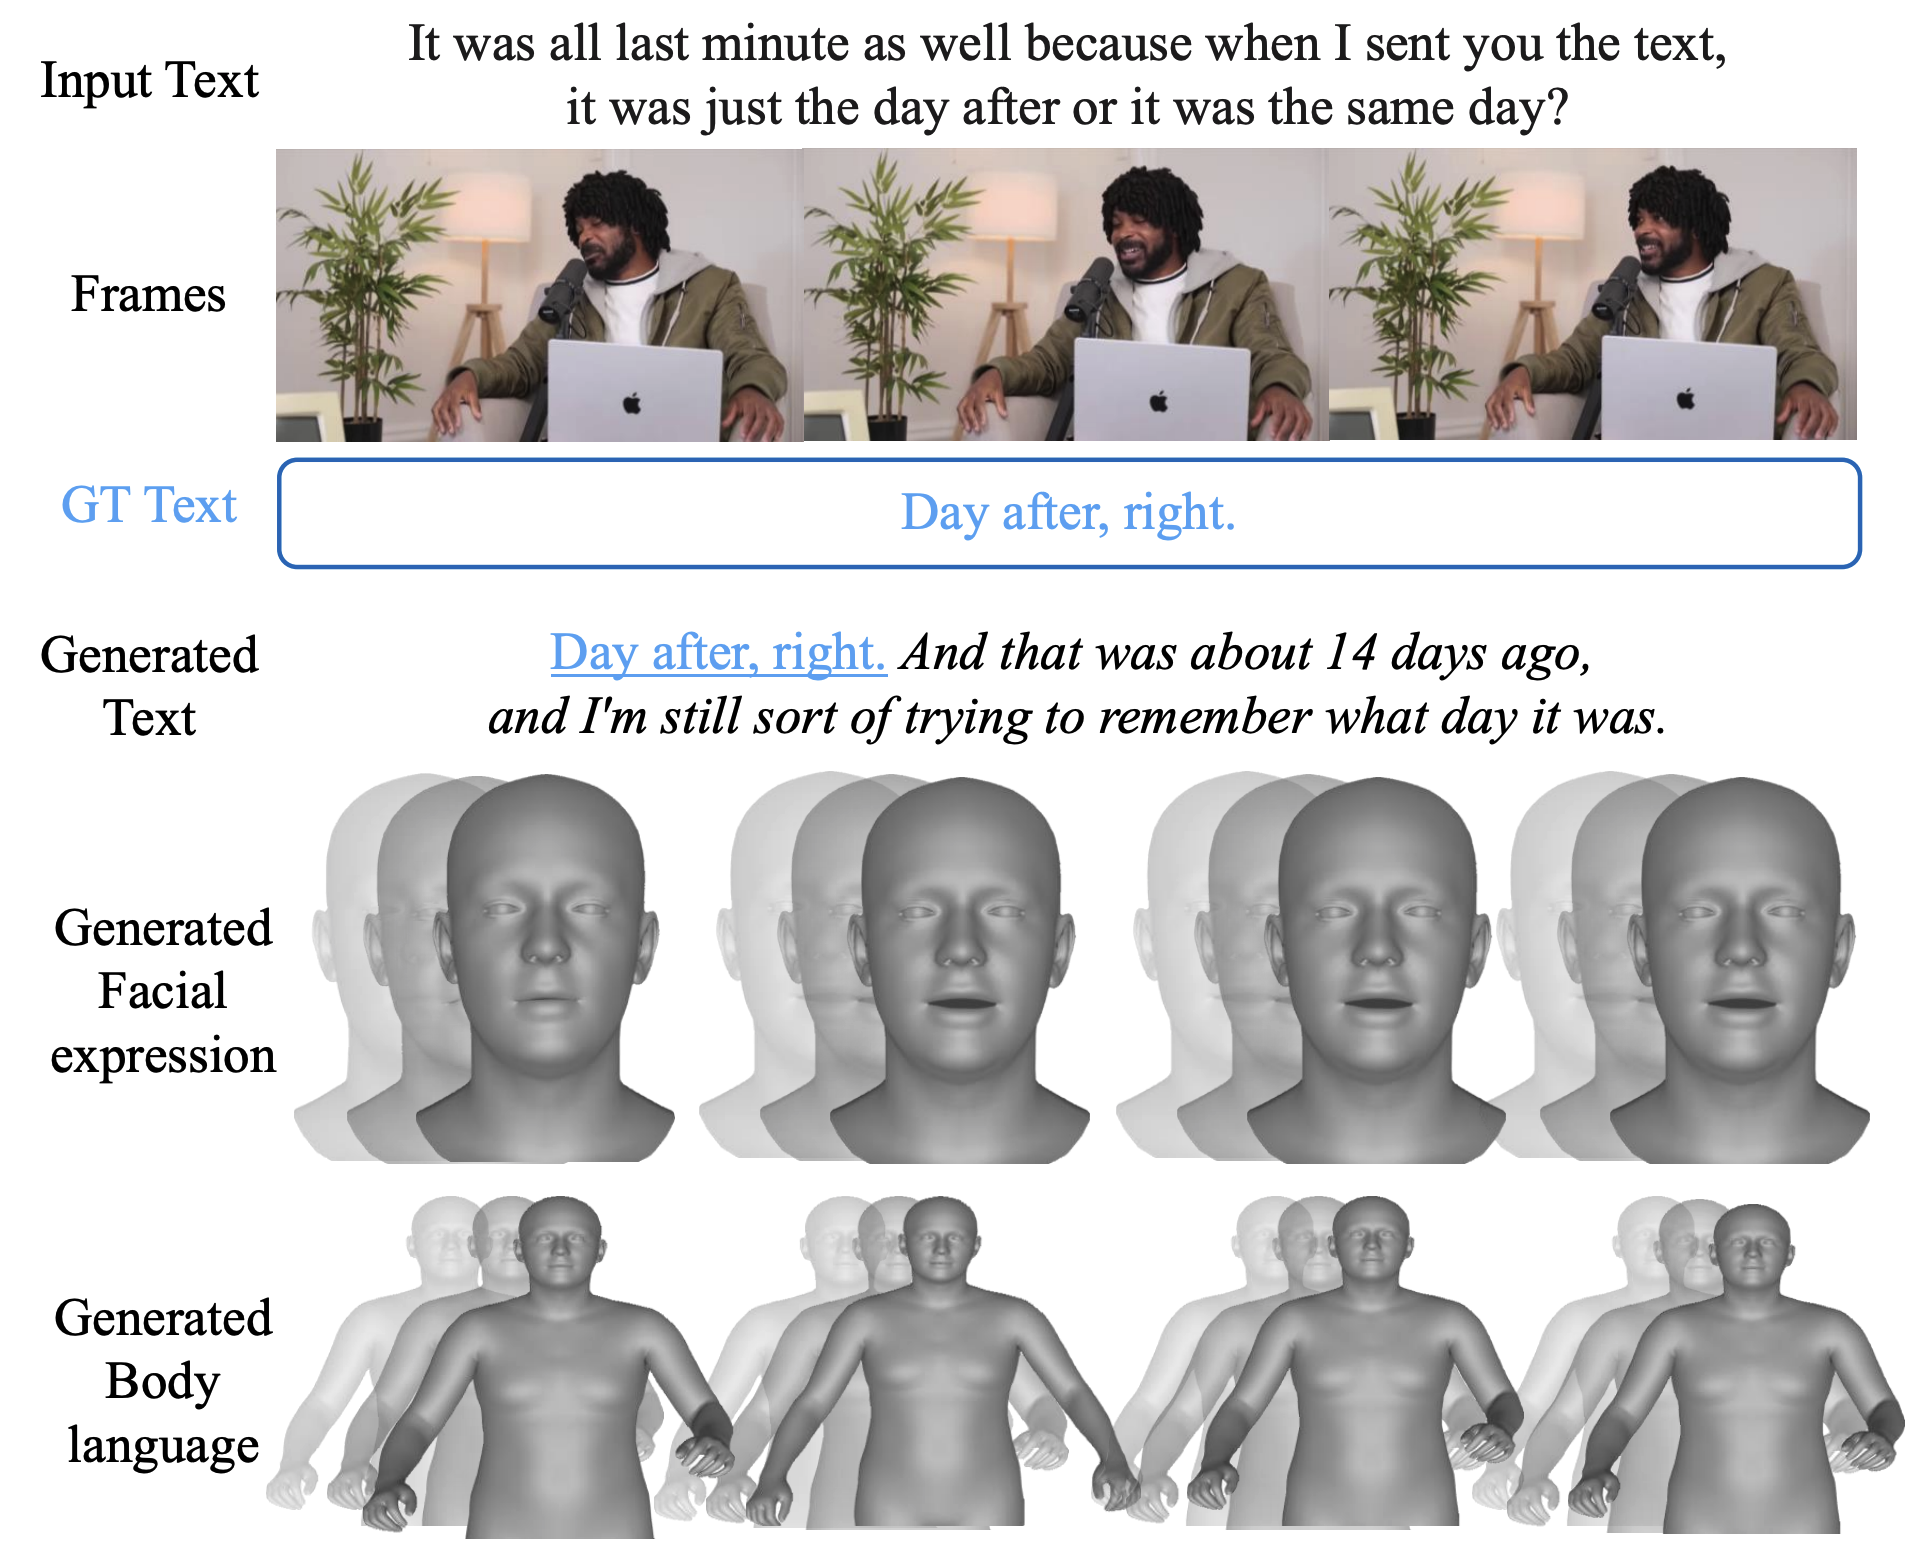 Input Text
It was all last minute as well because when I sent you the text,
it was just the day after or it was the same day?
Frames
GT Text
Day after, right.
Generated
Text
Day after, right. And that was about 14 days ago,
and I'm still sort of trying to remember what day it was.
Generated
Facial
expression
Generated
Body
language